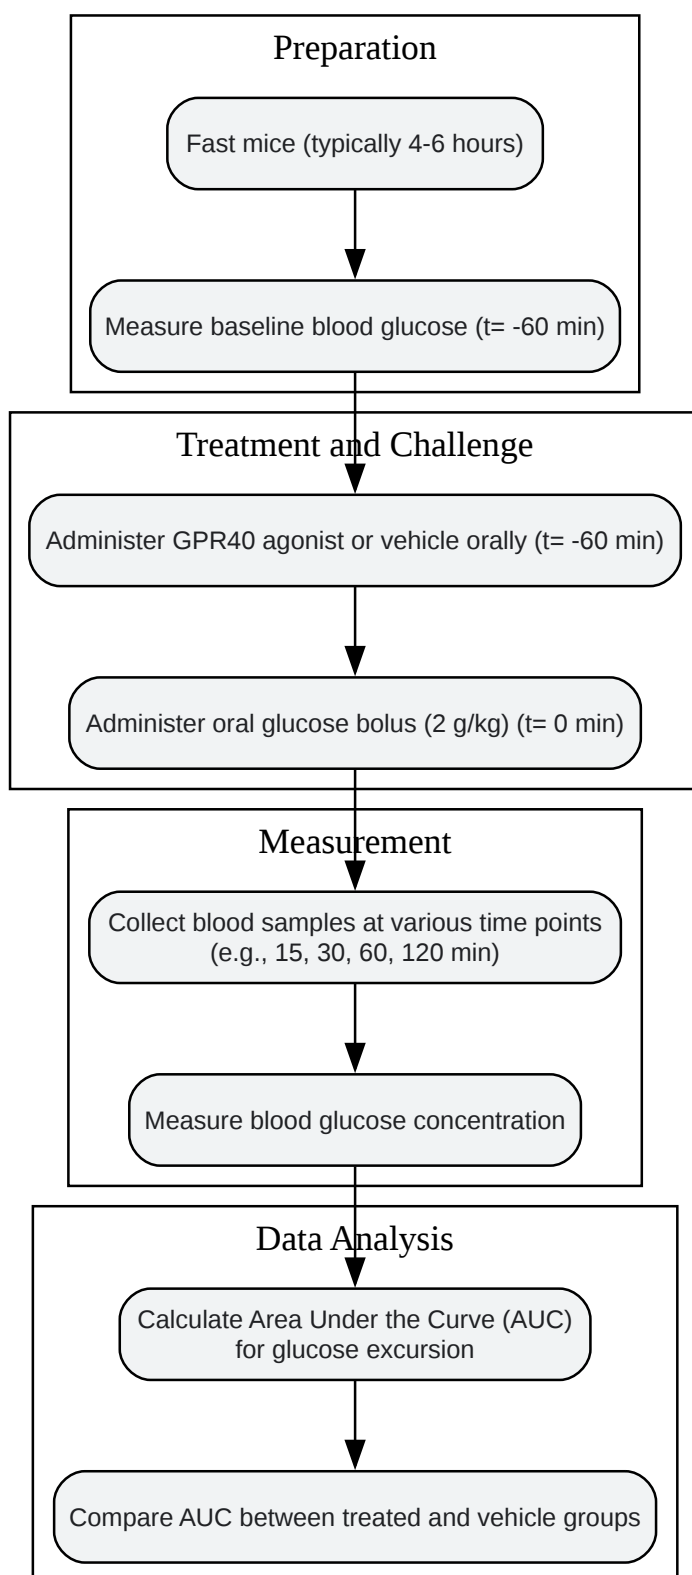 Preparation
Fast mice (typically 4-6 hours)
Measure baseline blood glucose (t= -60 min)
Treatment and Challenge
Administer GPR40 agonist or vehicle orally (t= -60 min)
Administer oral glucose bolus (2 g/kg) (t= 0 min)
Measurement
Collect blood samples at various time points
(e.g., 15, 30, 60, 120 min)
Measure blood glucose concentration
Data Analysis
Calculate Area Under the Curve (AUC)
for glucose excursion
Compare AUC between treated and vehicle groups